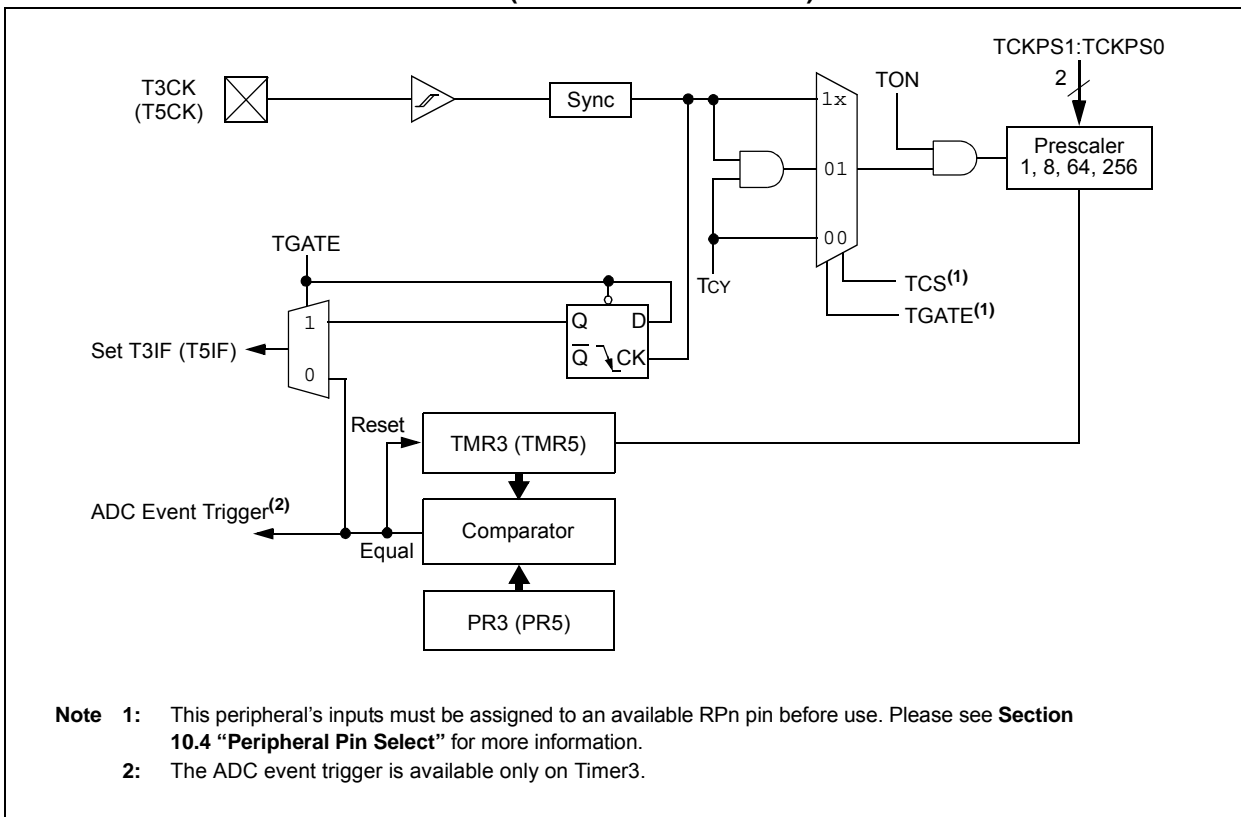 TCKPS1:TCKPS0
2
T3CK
(T5CK)
TON
Sync
1x
Prescaler
1, 8, 64, 256
01
00
TGATE
TCY
TCS(1)
TGATE(1)
1
Q D
Set T3IF (T5IF)
Q CK
0
Reset
TMR3 (TMR5)
ADC Event Trigger(2)
Comparator
Equal
PR3 (PR5)
Note 1: This peripheral's inputs must be assigned to an available RPn pin before use. Please see Section
10.4 “Peripheral Pin Select” for more information.
2: The ADC event trigger is available only on Timer3.